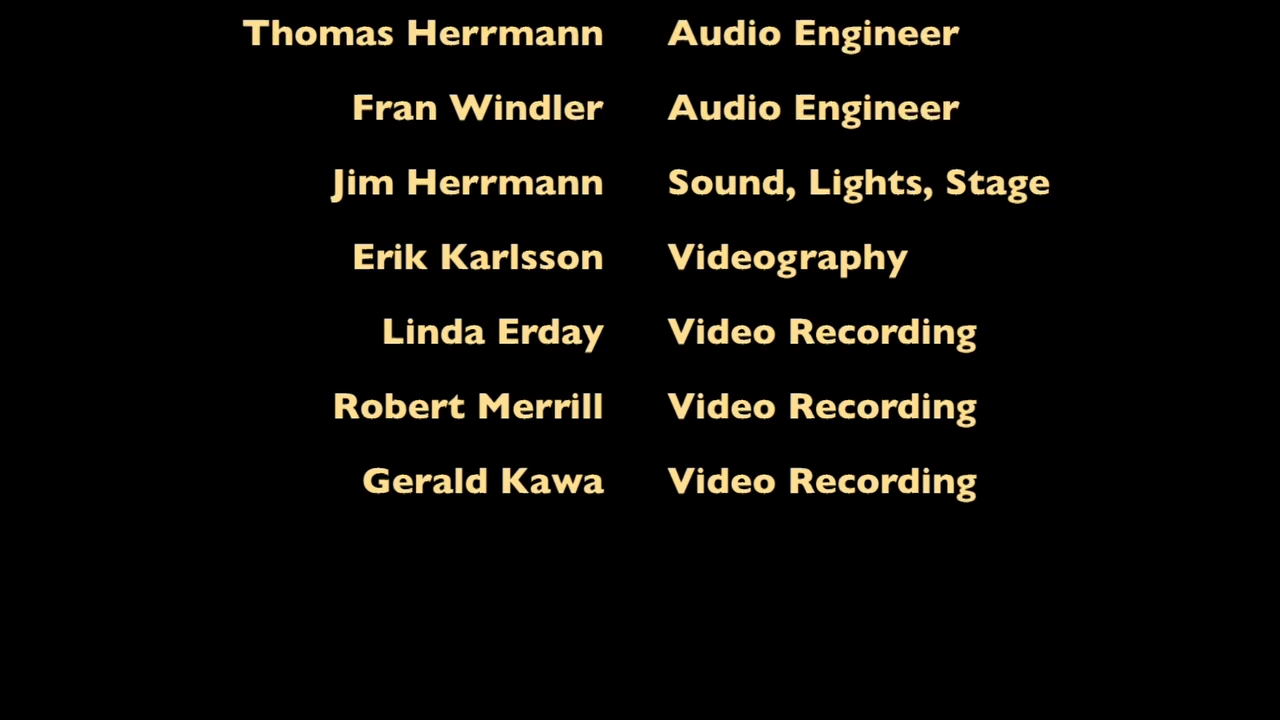 Thomas Herrmann Audio Engineer
Fran Windler Audio Engineer
Jim Herrmann Sound, Lights, Stage
Erik Karlsson Videography
Linda Erday Video Recording
Robert Merrill Video Recording
Gerald Kawa Video Recording